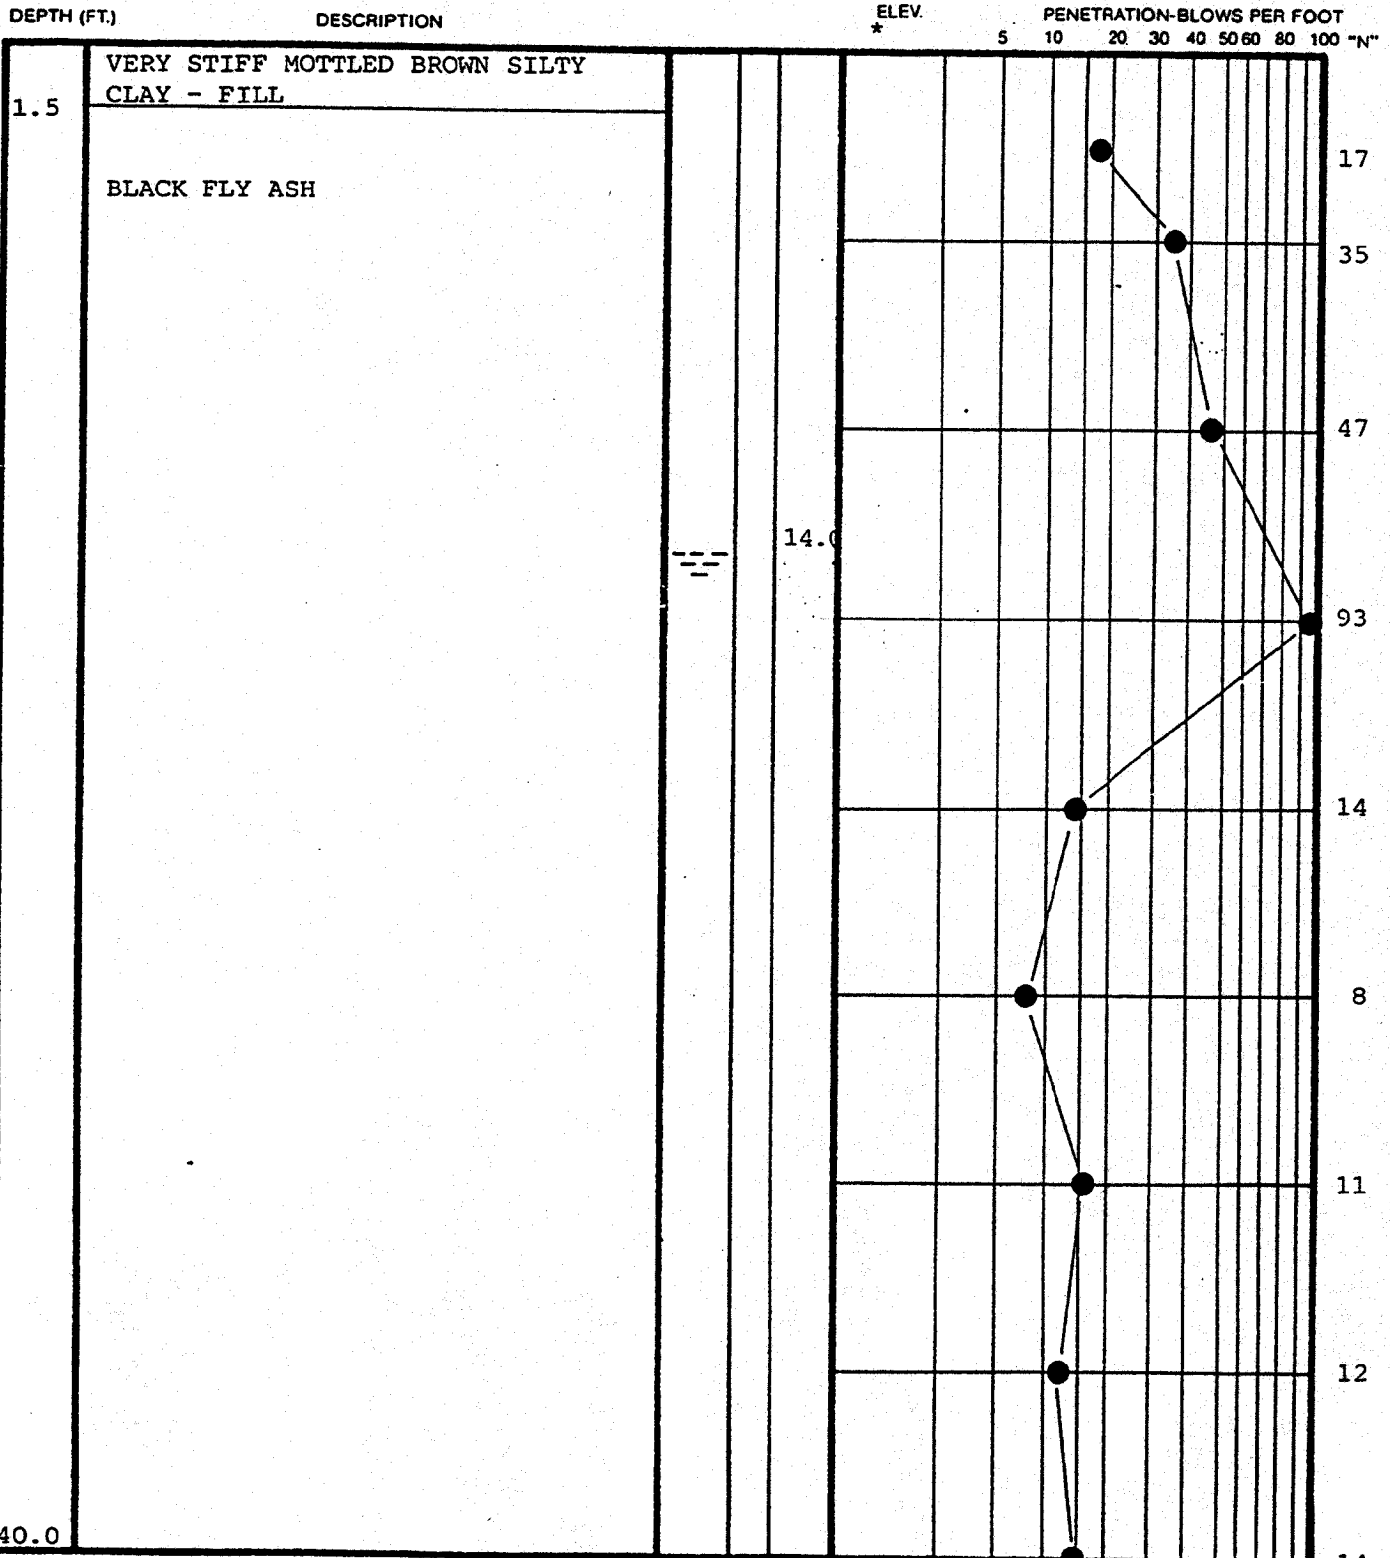 DEPTH (FT.) DESCRIPTION ELEV. PENETRATION-BLOWS PER FOOT
* 5 10 20 30 40 50 60 80 100 "N"
VERY STIFF MOTTLED BROWN SILTY
CLAY - FILL
1.5
17
BLACK FLY ASH
35
47
14.0
93
14
8
11
12
40.0